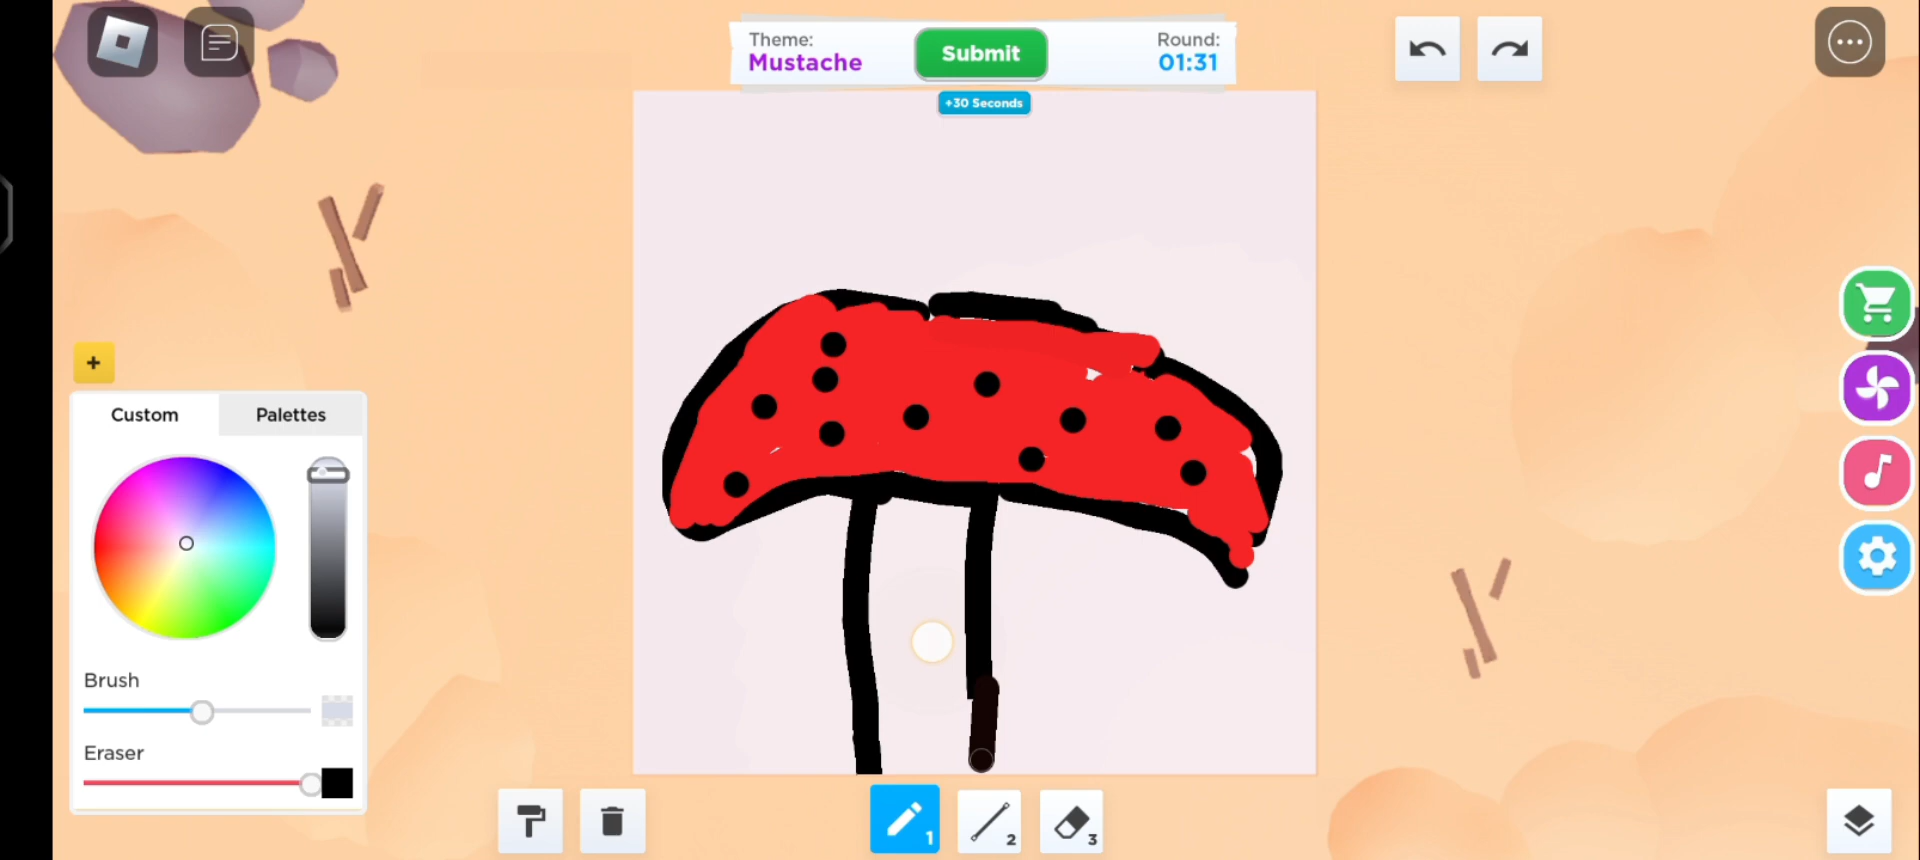 Theme:
Mustache
Submit
Round:
01:31
+30 Seconds
+
Custom
Palettes
Brush
Eraser
1
2
3